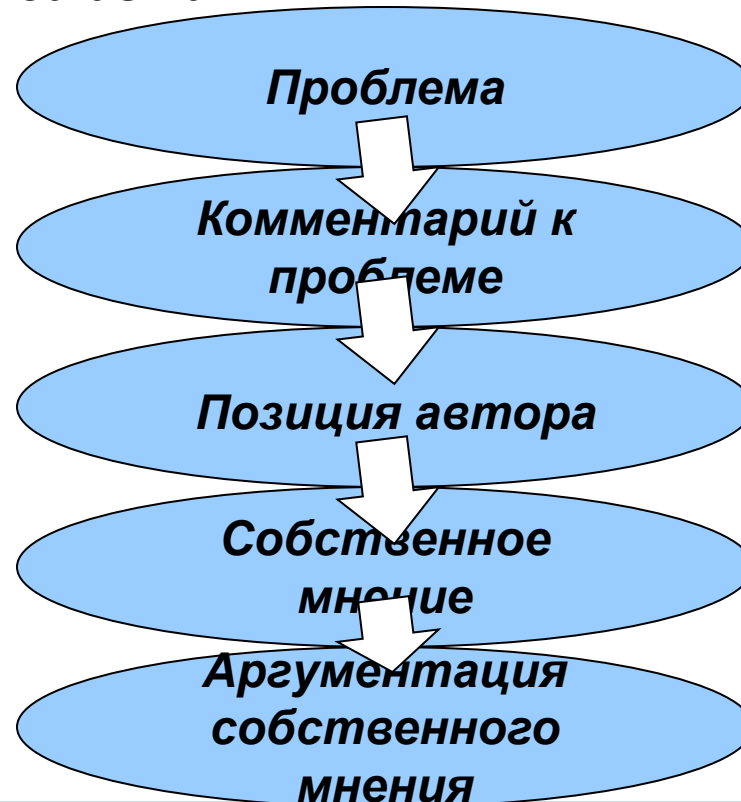 Проблема
Комментарий к
проблеме
Позиция автора
Собственное
мнение
Аргументация
собственного
мнения